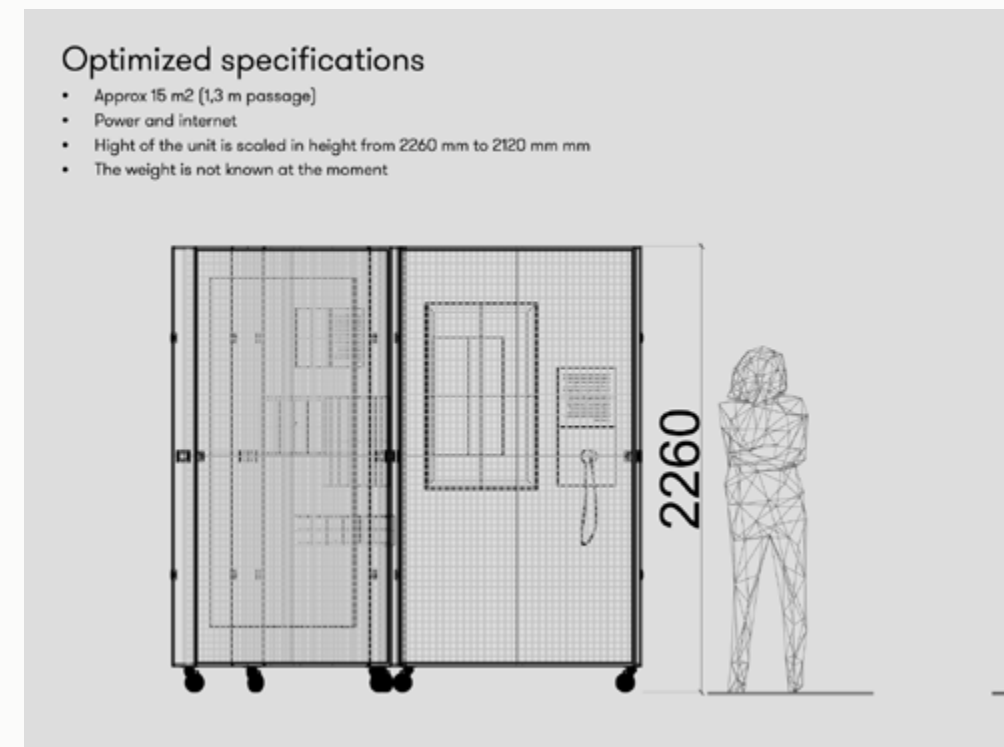 Optimized specifications
• Approx 15 m2 (1,3 m passage)
• Power and internet
• Hight of the unit is scaled in height from 2260 mm to 2120 mm mm
• The weight is not known at the moment
2260